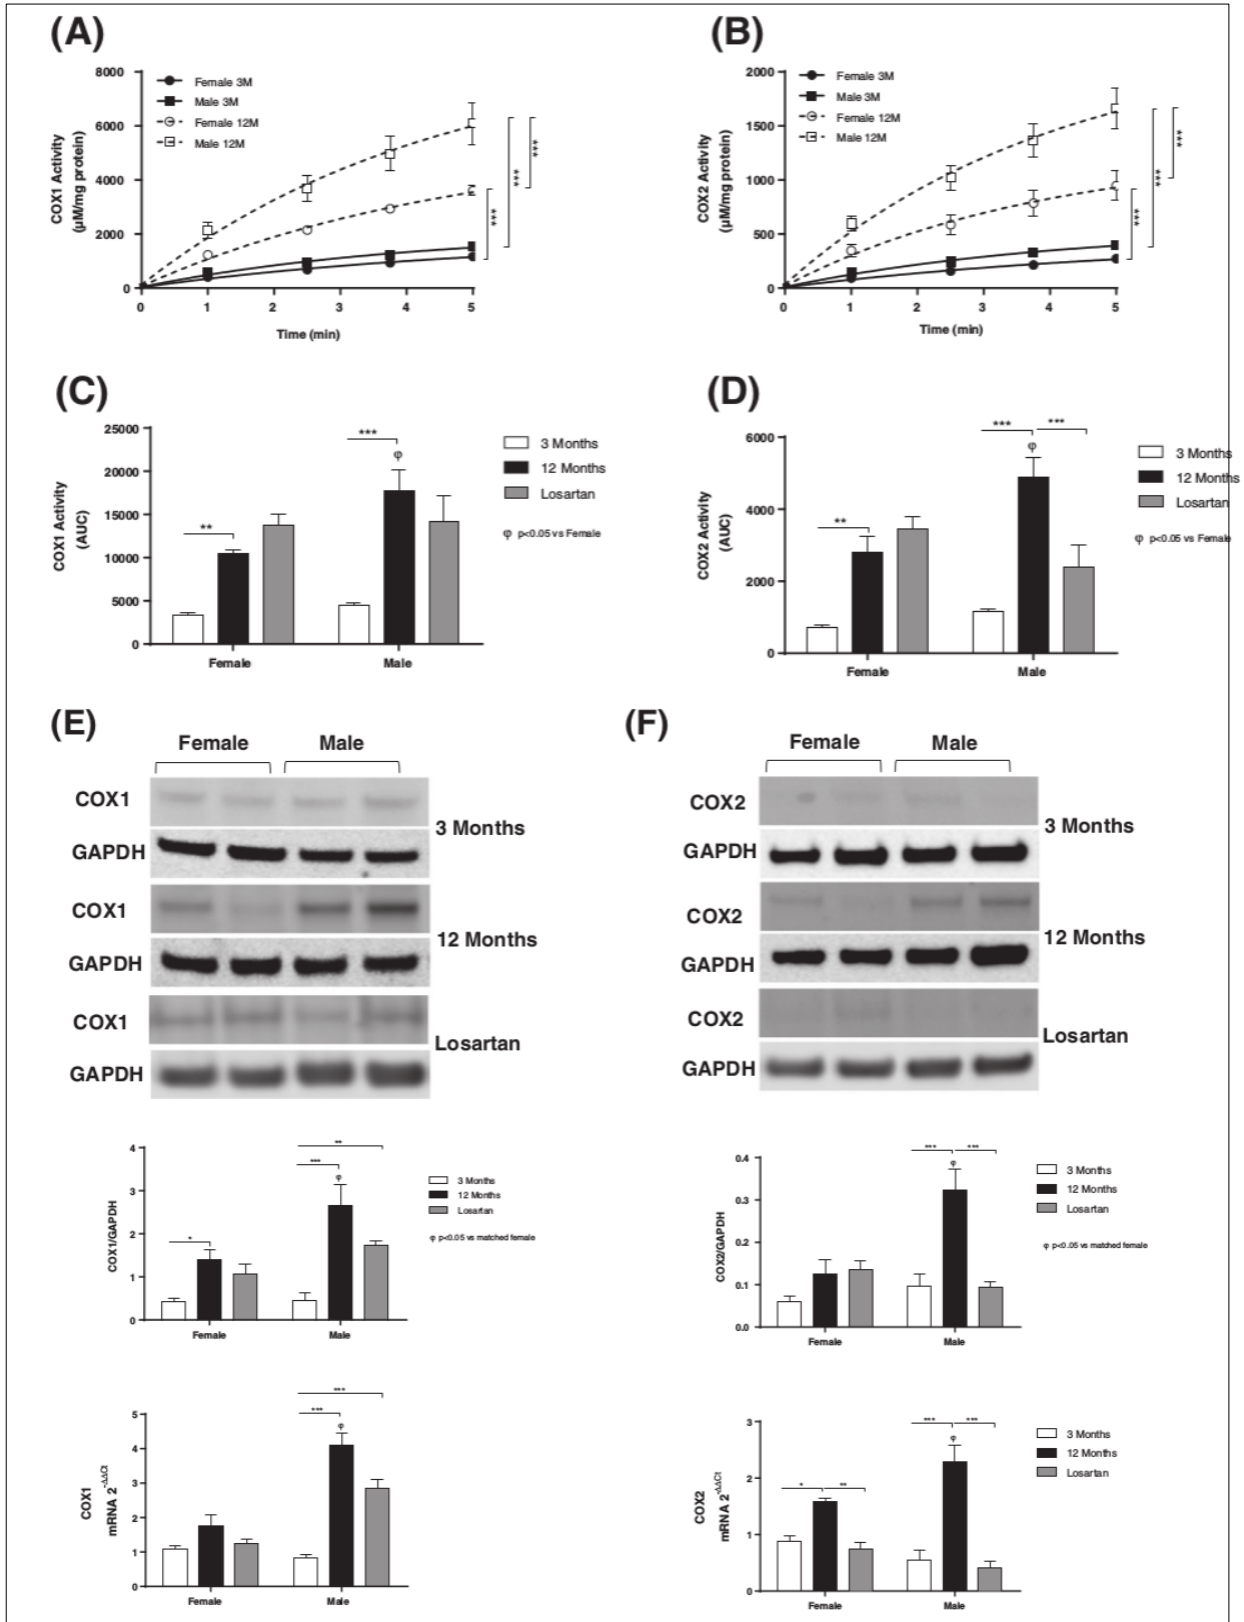 (A)
8000
6000
4000
2000
0
COX1 Activity
(µM/mg protein)
Female 3M
Male 3M
Female 12M
Male 12M
***
***
***
0 1 2 3 4 5
Time (min)
(B)
2000
1500
1000
500
0
COX2 Activity
(µM/mg protein)
Female 3M
Male 3M
Female 12M
Male 12M
***
***
***
0 1 2 3 4 5
Time (min)
(C)
25000
20000
15000
10000
5000
0
COX1 Activity
(AUC)
**
***
φ
3 Months
12 Months
Losartan
φ p<0.05 vs Female
Female Male
(D)
6000
4000
2000
0
COX2 Activity
(AUC)
**
*** ***
φ
3 Months
12 Months
Losartan
φ p<0.05 vs Female
Female Male
(E)
Female Male
COX1
3 Months
GAPDH
COX1
12 Months
GAPDH
COX1
Losartan
GAPDH
4
3
2
1
0
COX1/GAPDH
*
**
***
φ
3 Months
12 Months
Losartan
φ p<0.05 vs matched female
Female Male
5
4
3
2
1
0
COX1
mRNA 2^-ΔΔCt
***
***
φ
Female Male
(F)
Female Male
COX2
3 Months
GAPDH
COX2
12 Months
GAPDH
COX2
Losartan
GAPDH
0.4
0.3
0.2
0.1
0.0
COX2/GAPDH
*** ***
φ
3 Months
12 Months
Losartan
φ p<0.05 vs matched female
Female Male
3
2
1
0
COX2
mRNA 2^-ΔΔCt
* **
*** ***
φ
3 Months
12 Months
Losartan
Female Male